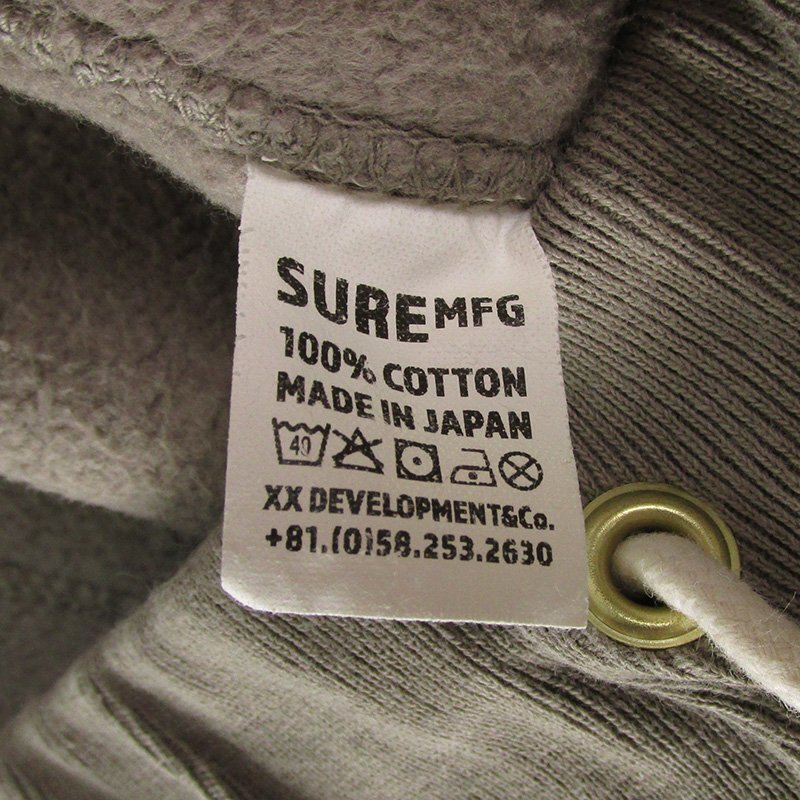 SURE MFG
100% COTTON
MADE IN JAPAN
40
XX DEVELOPMENT&Co.
+81.(0)58.253.2630